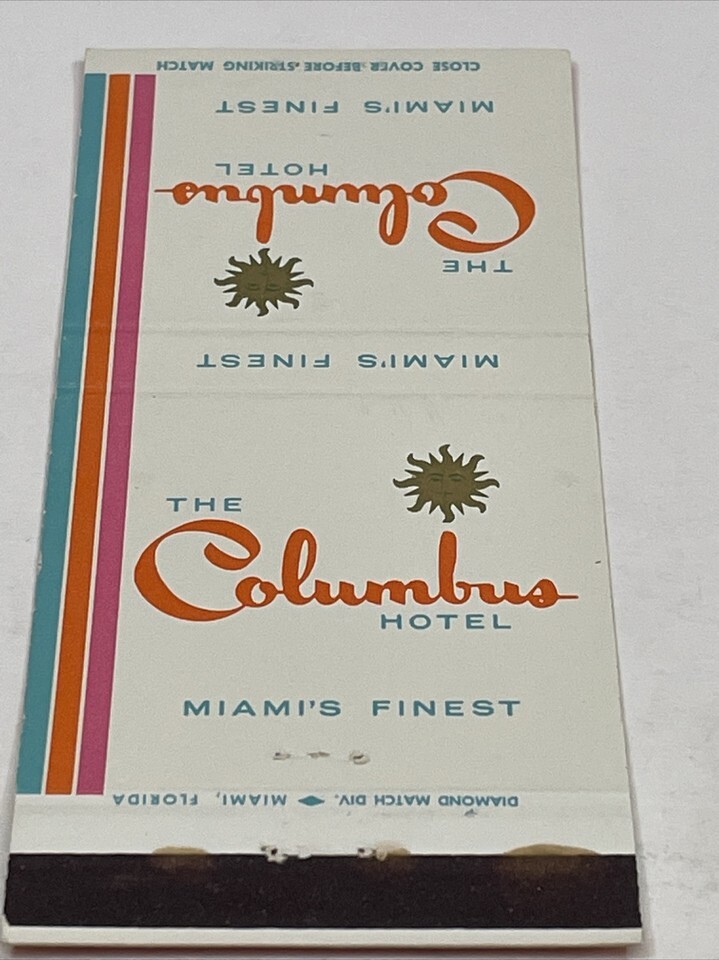 CLOSE COVER BEFORE STRIKING MATCH
MIAMI'S FINEST
THE
Columbus
HOTEL
MIAMI'S FINEST
THE
Columbus
HOTEL
MIAMI'S FINEST
DIAMOND MATCH DIV. MIAMI, FLORIDA